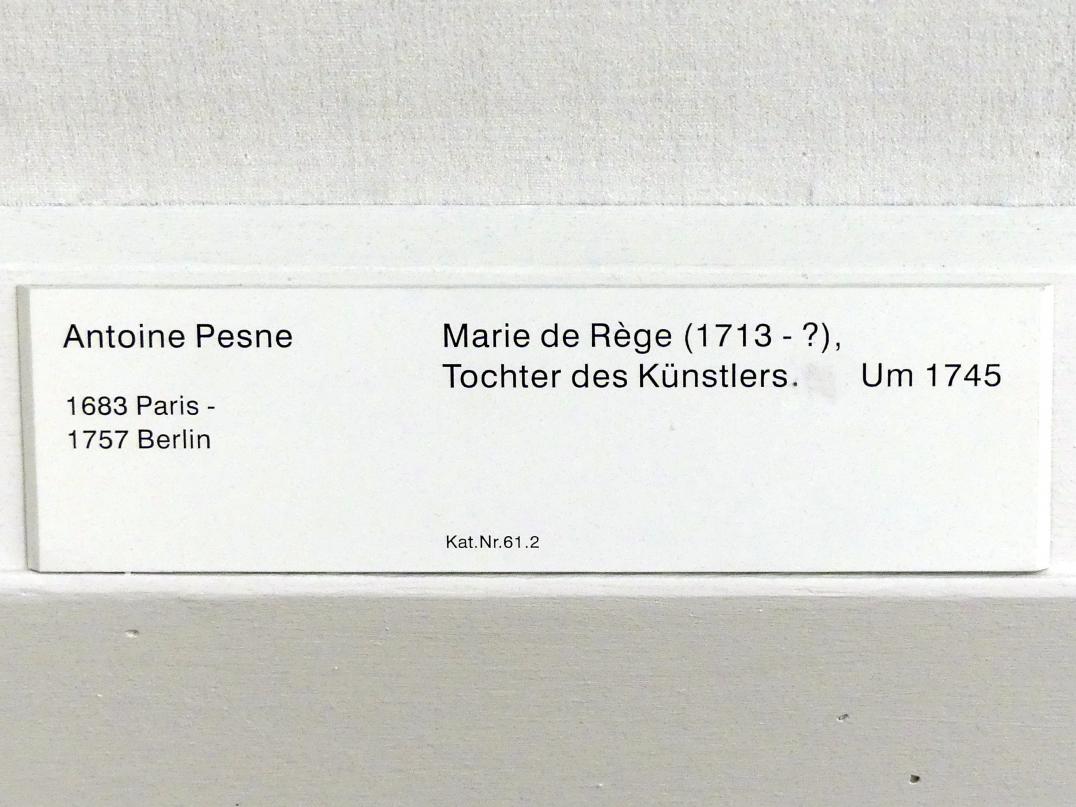 Antoine Pesne
1683 Paris -
1757 Berlin
Marie de Rège (1713 - ?),
Tochter des Künstlers. Um 1745
Kat.Nr.61.2